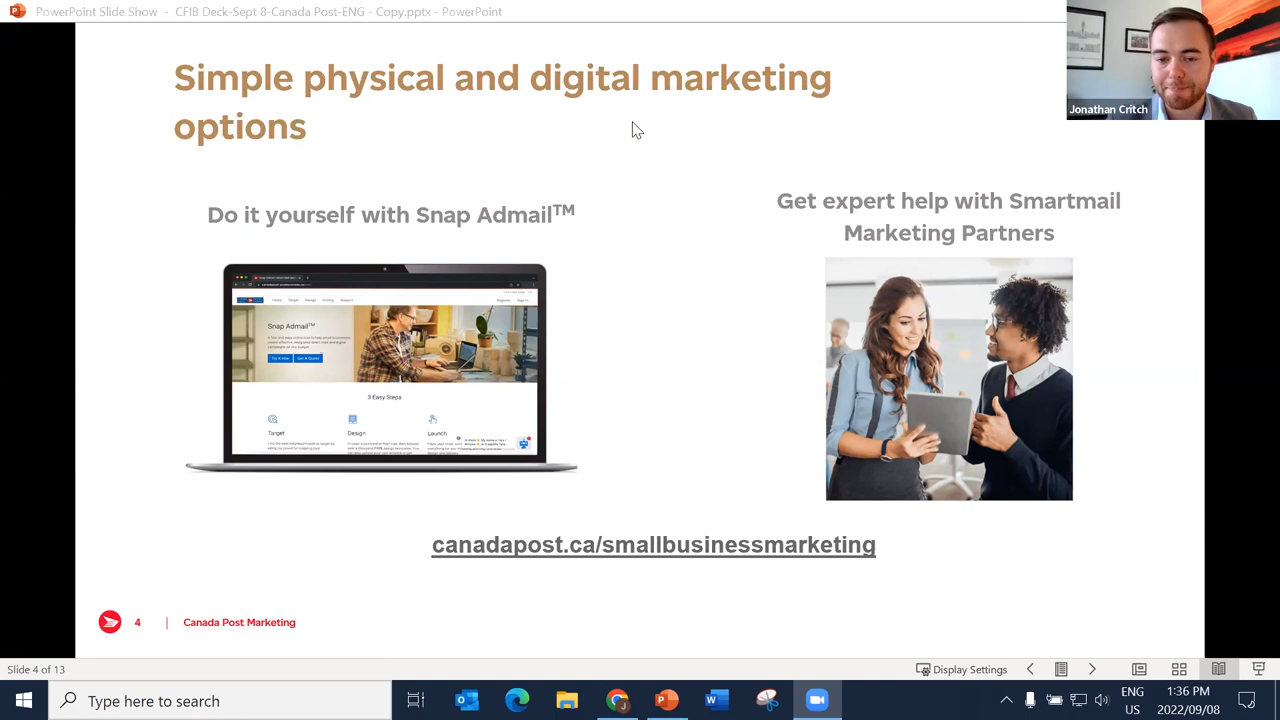 PowerPoint Slide Show - CFIB Deck-Sept 8-Canada Post-ENG - Copy.pptx - PowerPoint
Jonathan Critch
Simple physical and digital marketing
options
Do it yourself with Snap Admail™
Get expert help with Smartmail
Marketing Partners
Snap Admail™
3 Easy Steps
Target
Design
Launch
canadapost.ca/smallbusinessmarketing
4 | Canada Post Marketing
Slide 4 of 13
Display Settings
Type here to search
ENG
US
1:36 PM
2022/09/08